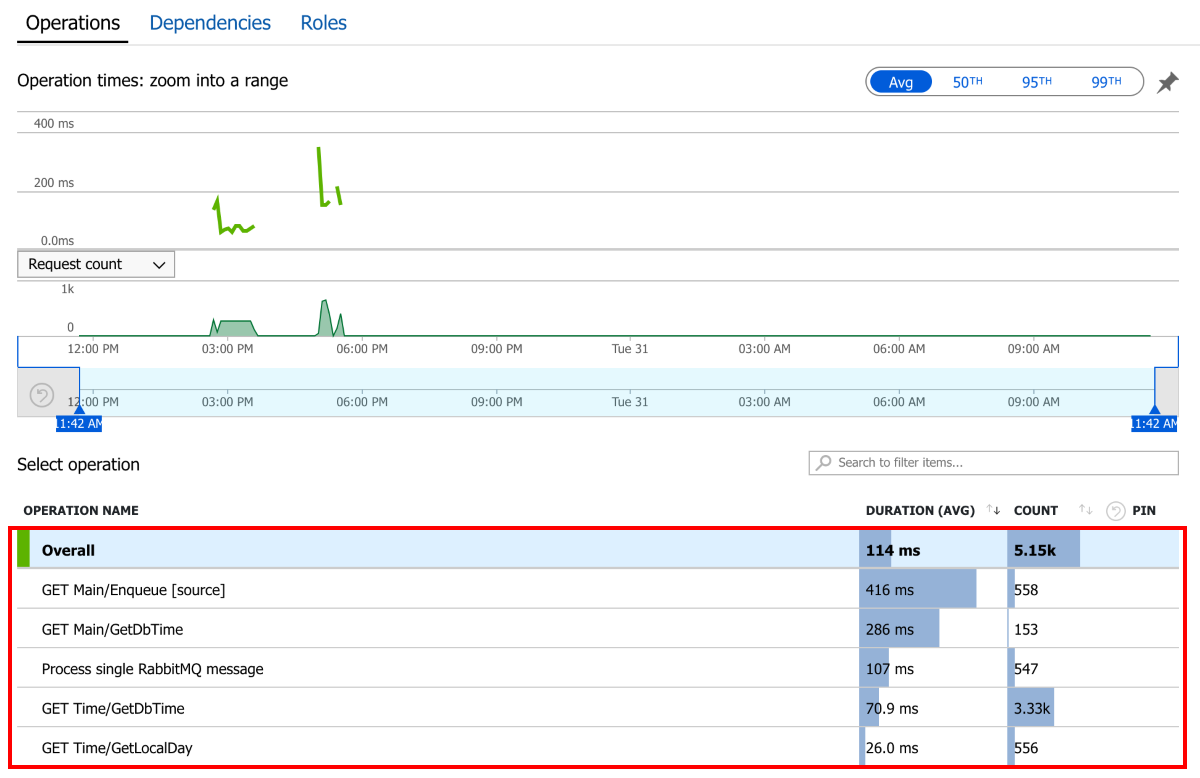 Operations Dependencies Roles
Operation times: zoom into a range
Avg 50TH 95TH 99TH
400 ms
200 ms
0.0ms
Request count
1k
0
12:00 PM 03:00 PM 06:00 PM 09:00 PM Tue 31 03:00 AM 06:00 AM 09:00 AM
12:00 PM 03:00 PM 06:00 PM 09:00 PM Tue 31 03:00 AM 06:00 AM 09:00 AM
11:42 AM 11:42 AM
Select operation
Search to filter items...
OPERATION NAME DURATION (AVG) COUNT PIN
Overall 114 ms 5.15k
GET Main/Enqueue [source] 416 ms 558
GET Main/GetDbTime 286 ms 153
Process single RabbitMQ message 107 ms 547
GET Time/GetDbTime 70.9 ms 3.33k
GET Time/GetLocalDay 26.0 ms 556